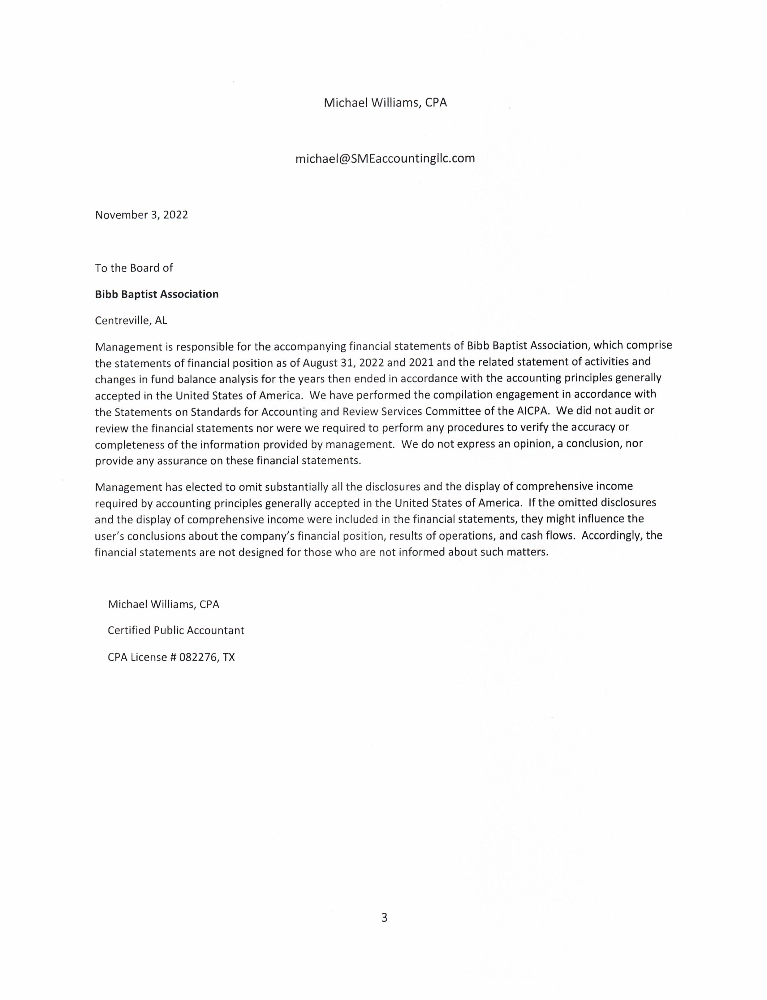 Michael Williams, CPA
michael@SMEaccountingllc.com
November 3, 2022
To the Board of
Bibb Baptist Association
Centreville, AL
Management is responsible for the accompanying financial statements of Bibb Baptist Association, which comprise
the statements of financial position as of August 31, 2022 and 2021 and the related statement of activities and
changes in fund balance analysis for the years then ended in accordance with the accounting principles generally
accepted in the United States of America.  We have performed the compilation engagement in accordance with
the Statements on Standards for Accounting and Review Services Committee of the AICPA.  We did not audit or
review the financial statements nor were we required to perform any procedures to verify the accuracy or
completeness of the information provided by management.  We do not express an opinion, a conclusion, nor
provide any assurance on these financial statements.
Management has elected to omit substantially all the disclosures and the display of comprehensive income
required by accounting principles generally accepted in the United States of America.  If the omitted disclosures
and the display of comprehensive income were included in the financial statements, they might influence the
user's conclusions about the company's financial position, results of operations, and cash flows.  Accordingly, the
financial statements are not designed for those who are not informed about such matters.
Michael Williams, CPA
Certified Public Accountant
CPA License # 082276, TX
3